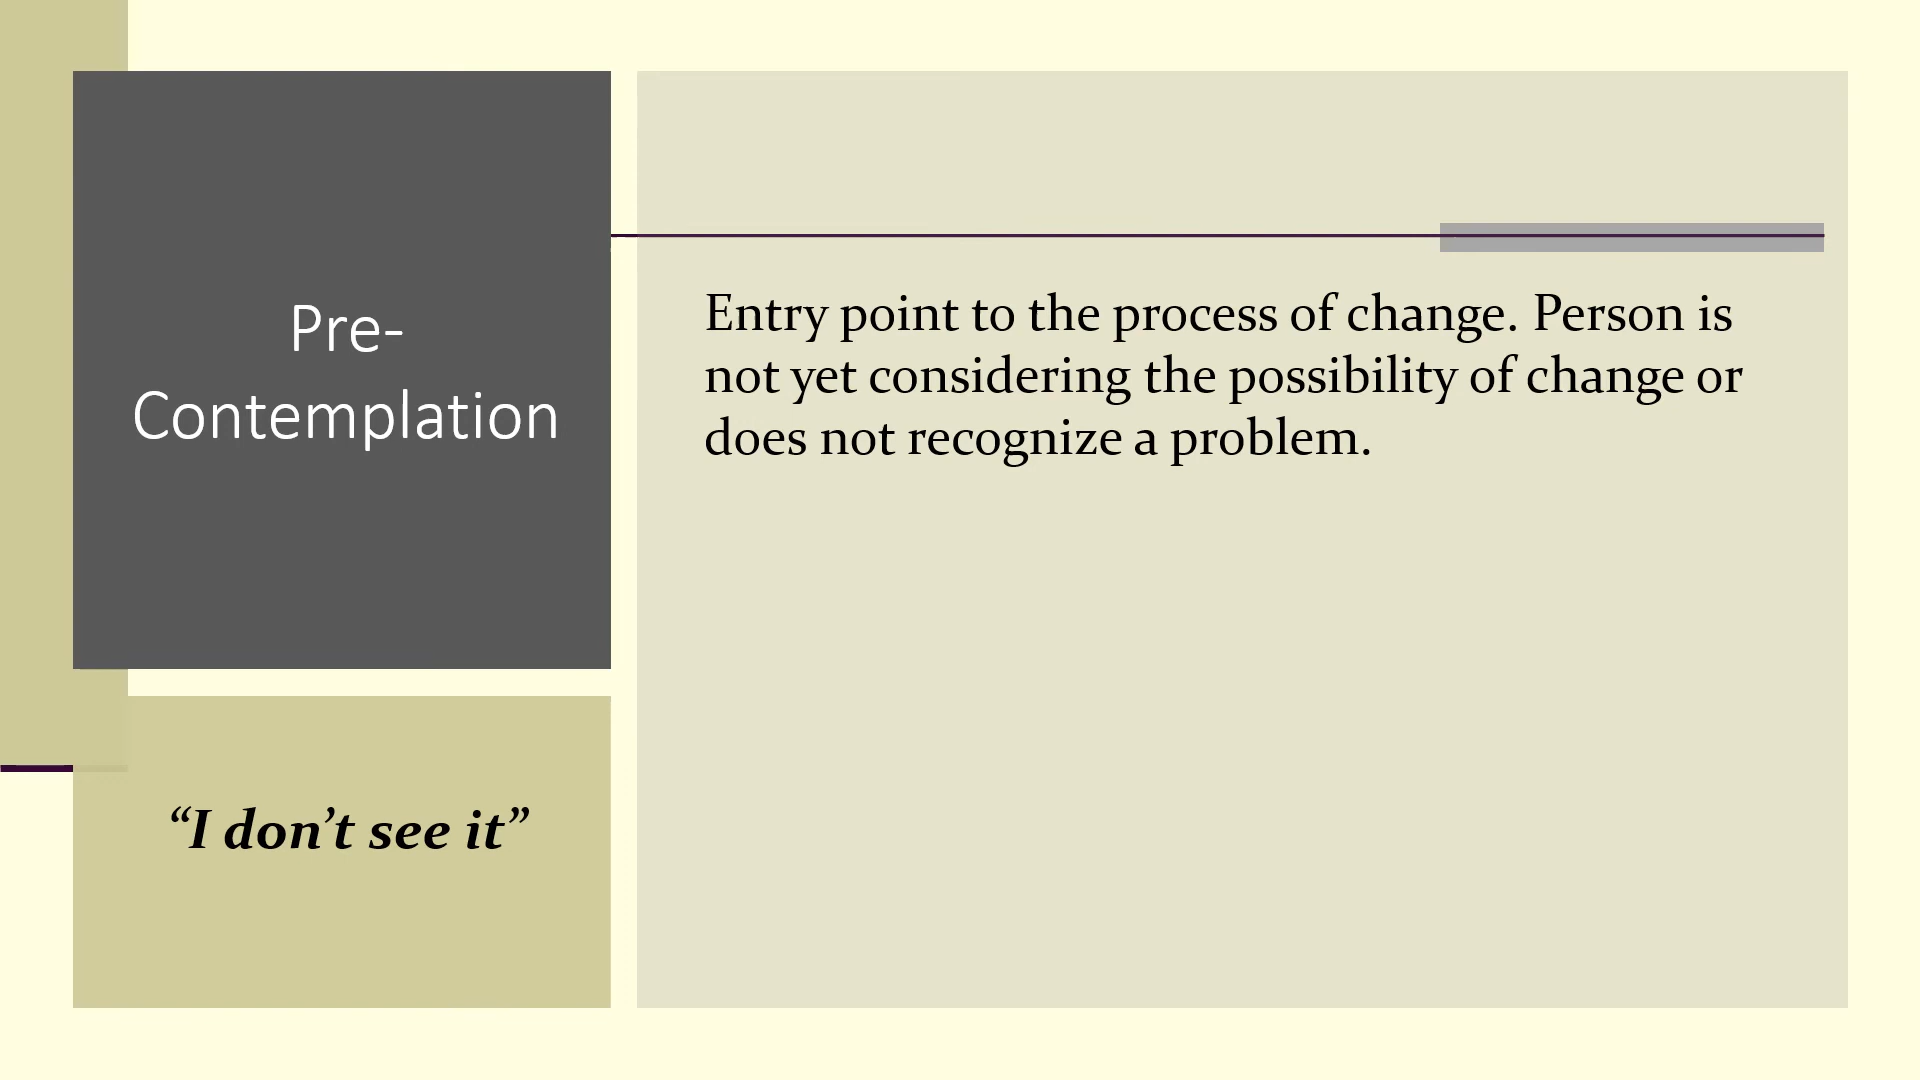 Pre-
Contemplation
Entry point to the process of change. Person is
not yet considering the possibility of change or
does not recognize a problem.
“I don’t see it”